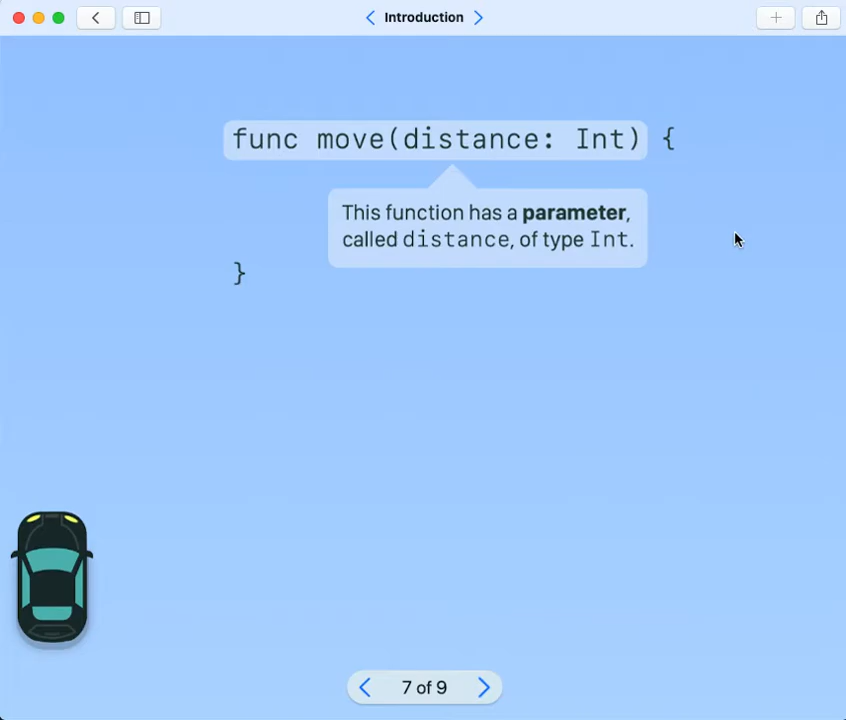 Introduction
func move(distance: Int) {
This function has a parameter,
called distance, of type Int.
}
7 of 9